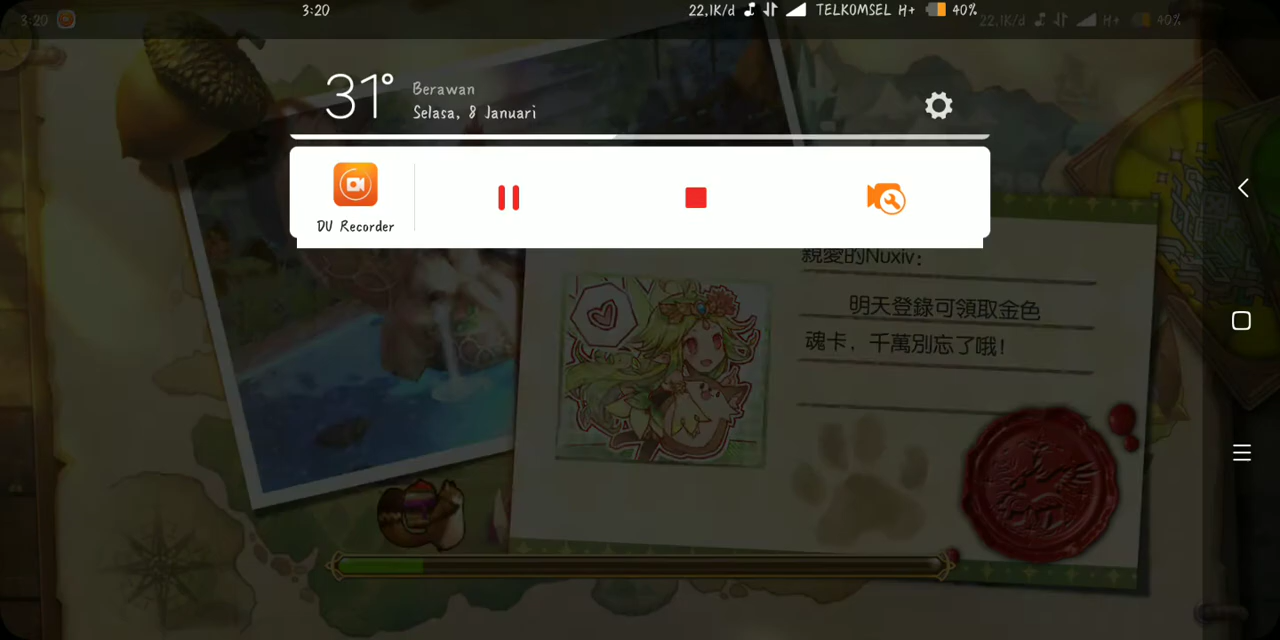 3:20
3:20
22,1K/d
TELKOMSEL H+
40%
22,1K/d
H+
40%
31°
Berawan
Selasa, 8 Januari
DU Recorder
親愛的Nuxiv:
明天登錄可領取金色
魂卡，千萬別忘了哦!